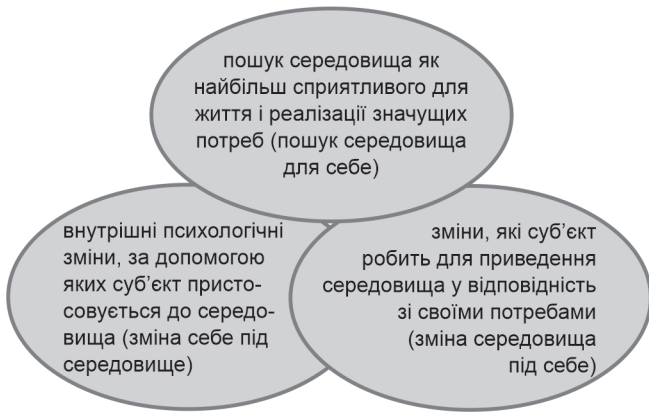 пошук середовища як
найбільш сприятливого для
життя і реалізації значущих
потреб (пошук середовища
для себе)
внутрішні психологічні
зміни, за допомогою
яких суб’єкт присто-
совується до середо-
вища (зміна себе під
середовище)
зміни, які суб’єкт
робить для приведення
середовища у відповідність
зі своїми потребами
(зміна середовища
під себе)